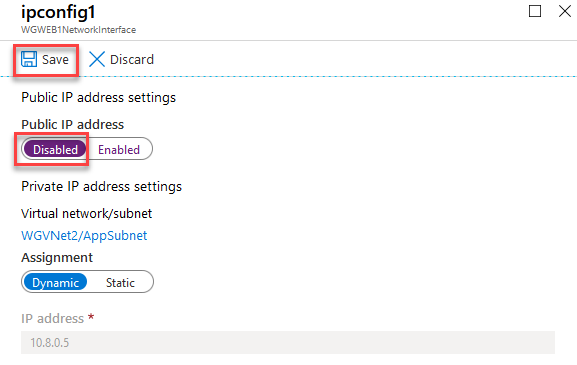 ipconfig1
WGWEB1NetworkInterface
Save Discard
Public IP address settings
Public IP address
Disabled Enabled
Private IP address settings
Virtual network/subnet
WGVNet2/AppSubnet
Assignment
Dynamic Static
IP address *
10.8.0.5